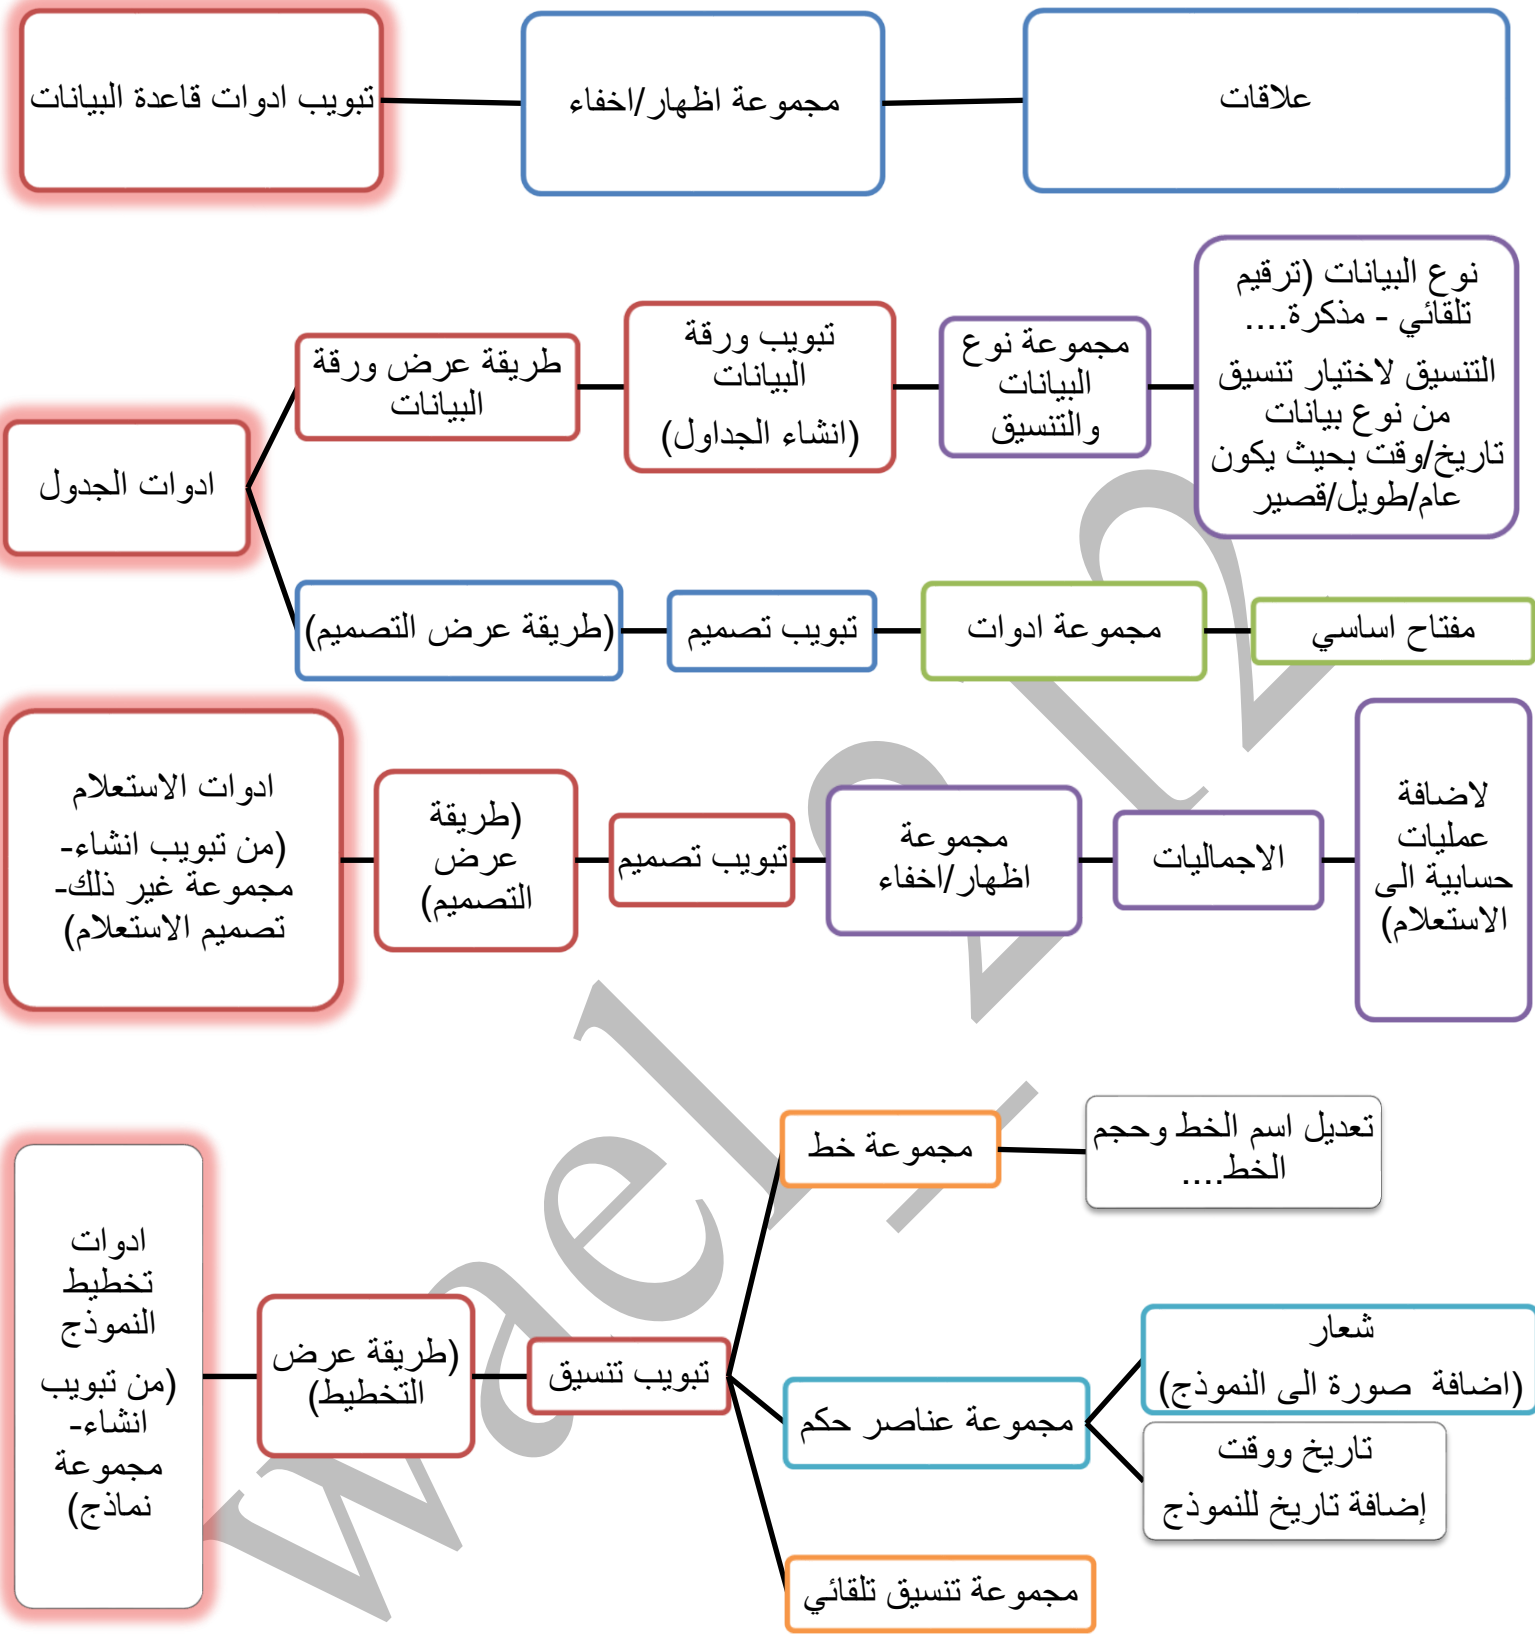 تبويب ادوات قاعدة البيانات
مجموعة اظهار/اخفاء
علاقات
ادوات الجدول
طريقة عرض ورقة
البيانات
تبويب ورقة
البيانات
(انشاء الجداول)
مجموعة نوع
البيانات
والتنسيق
نوع البيانات (ترقيم
تلقائي - مذكرة....
التنسيق لاختيار تنسيق
من نوع بيانات
تاريخ/وقت بحيث يكون
عام/طويل/قصير
(طريقة عرض التصميم)
تبويب تصميم
مجموعة ادوات
مفتاح اساسي
ادوات الاستعلام
(من تبويب انشاء-
مجموعة غير ذلك-
تصميم الاستعلام)
(طريقة
عرض
التصميم)
تبويب تصميم
مجموعة
اظهار/اخفاء
الاجماليات
لاضافة
عمليات
حسابية الى
الاستعلام)
ادوات
تخطيط
النموذج
(من تبويب
انشاء-
مجموعة
نماذج)
(طريقة عرض
التخطيط)
تبويب تنسيق
مجموعة خط
تعديل اسم الخط وحجم
الخط....
مجموعة عناصر حكم
شعار
(اضافة صورة الى النموذج)
تاريخ ووقت
إضافة تاريخ للنموذج
مجموعة تنسيق تلقائي